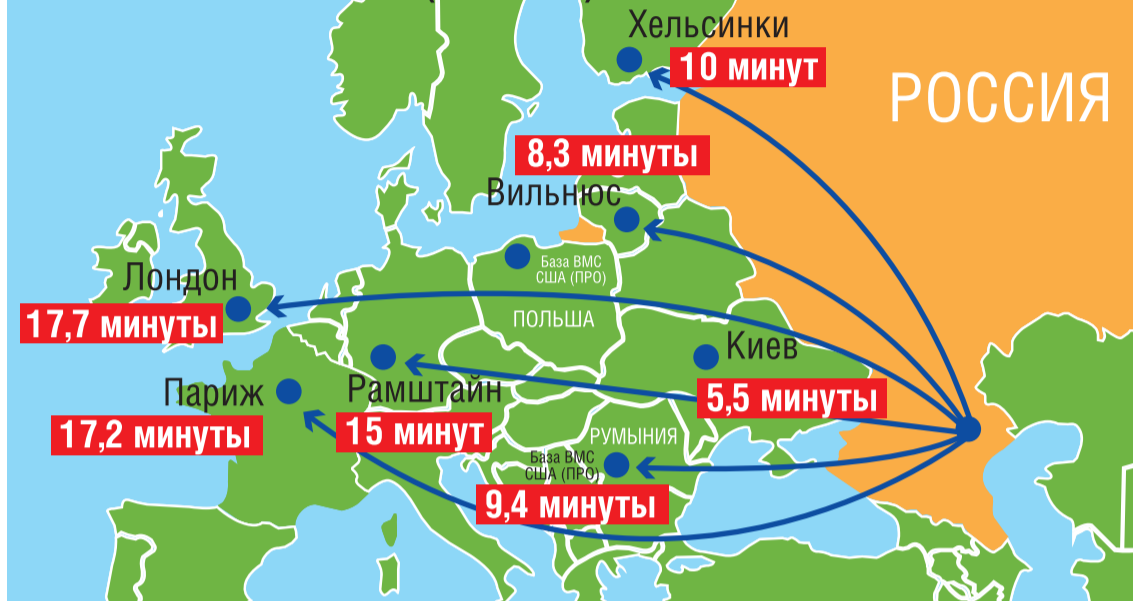 Хельсинки
10 минут
РОССИЯ
8,3 минуты
Вильнюс
База ВМС
США (ПРО)
Лондон
17,7 минуты
ПОЛЬША
Киев
5,5 минуты
Париж
17,2 минуты
Рамштайн
15 минут
РУМЫНИЯ
База ВМС
США (ПРО)
9,4 минуты